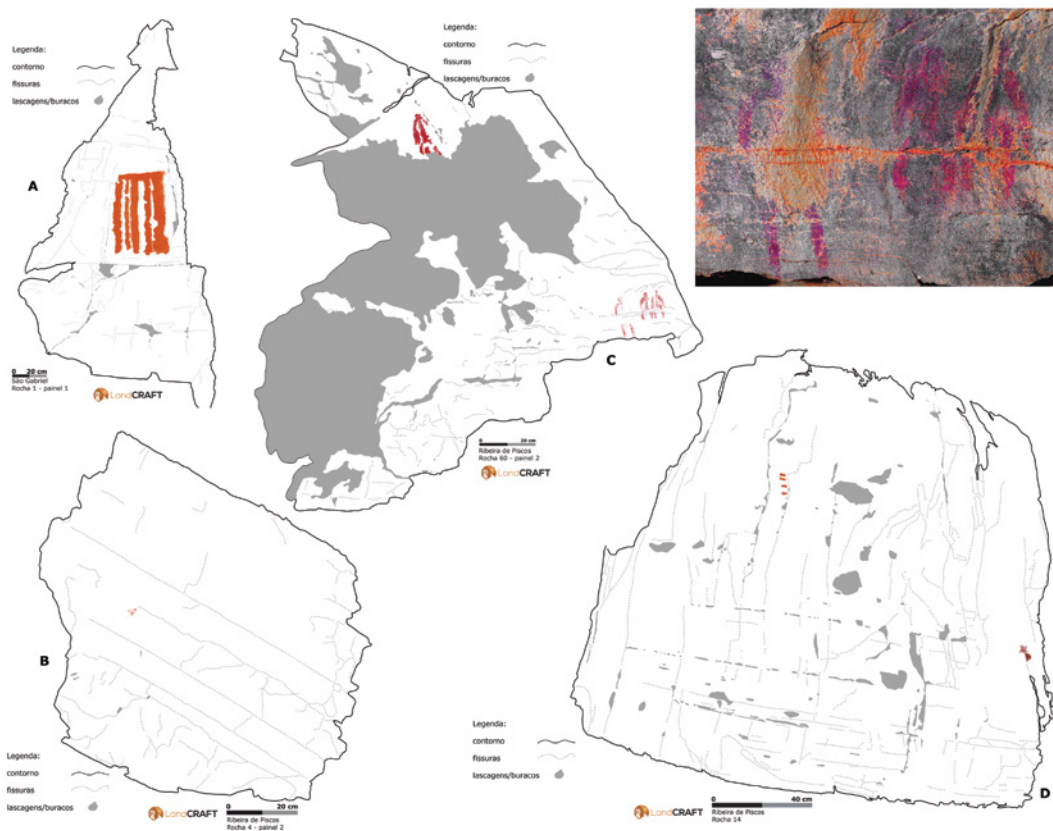 Legenda:
contorno
fissuras
lascagens/buracos
A
0 20 cm
São Gabriel
Rocha 1 - painel 1
LandCRAFT
Legenda:
contorno
fissuras
lascagens/buracos
C
0 20 cm
Ribeira de Piscos
Rocha 60 - painel 2
LandCRAFT
B
Legenda:
contorno
fissuras
lascagens/buracos
LandCRAFT
0 20 cm
Ribeira de Piscos
Rocha 4 - painel 2
Legenda:
contorno
fissuras
lascagens/buracos
D
LandCRAFT
0 40 cm
Ribeira de Piscos
Rocha 14